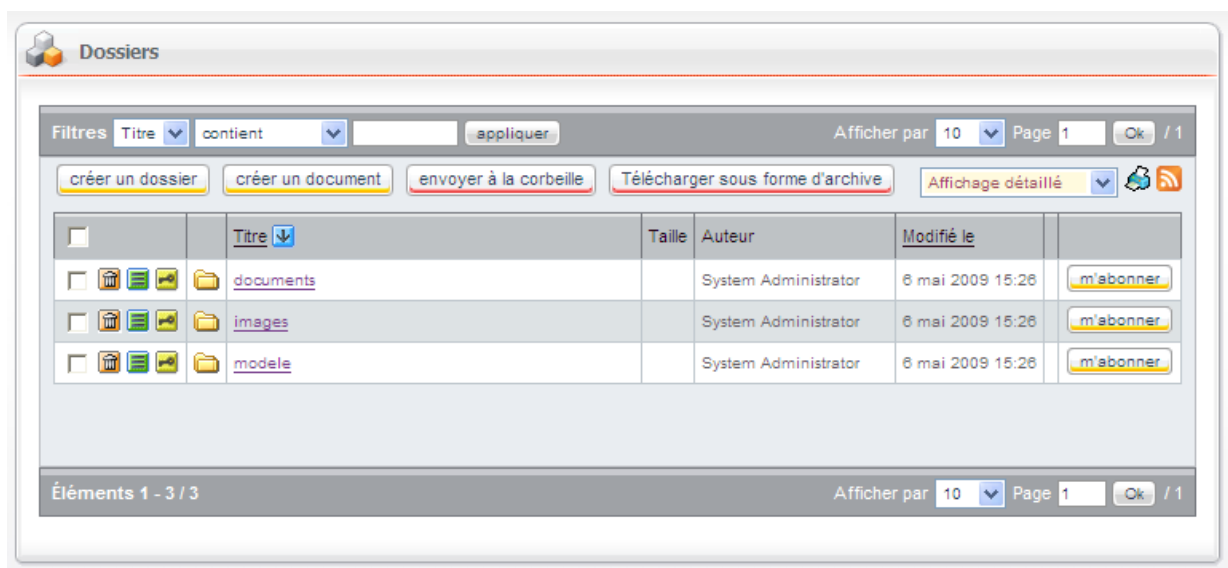 Dossiers
Filtres Titre contient appliquer Afficher par 10 Page 1 Ok / 1
créer un dossier créer un document envoyer à la corbeille Télécharger sous forme d'archive Affichage détaillé
Titre Taille Auteur Modifié le
documents System Administrator 6 mai 2009 15:26 m'abonner
images System Administrator 6 mai 2009 15:26 m'abonner
modele System Administrator 6 mai 2009 15:26 m'abonner
Éléments 1 - 3 / 3 Afficher par 10 Page 1 Ok / 1